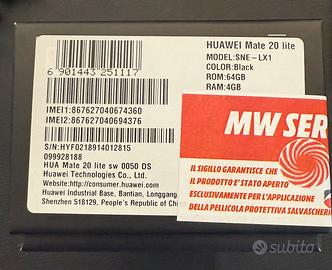 HUAWEI Mate 20 lite
MODEL:SNE-LX1
COLOR:Black
ROM:64GB
RAM:4GB
6 901443 251117
IMEI1:867627040674360
IMEI2:867627040694376
S/N:HYF0218914012815
099928188
HUA Mate 20 lite sw 0050 DS
Huawei Technologies Co., Ltd.
Website:http://consumer.huawei.com
Huawei Industrial Base, Bantian, Longgang
Shenzhen 518129, People's Republic of
MW SER
IL SIGILLO GARANTISCE CHE
IL PRODOTTO E' STATO APERTO
ESCLUSIVAMENTE PER L'APPLICAZIONE
DELLA PELLICOLA PROTETTIVA SALVASCHER
subito